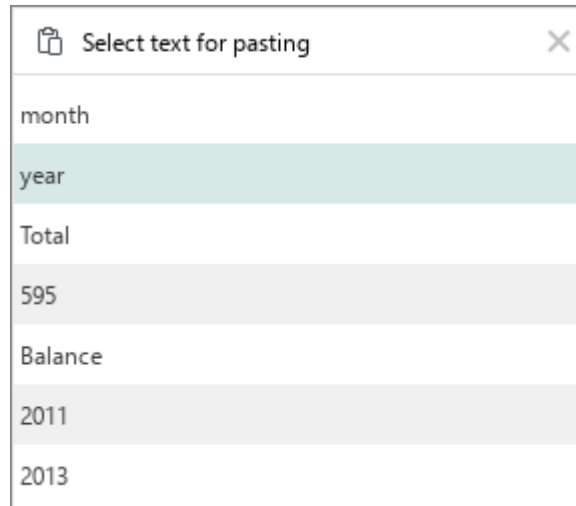 Select text for pasting
month
year
Total
595
Balance
2011
2013